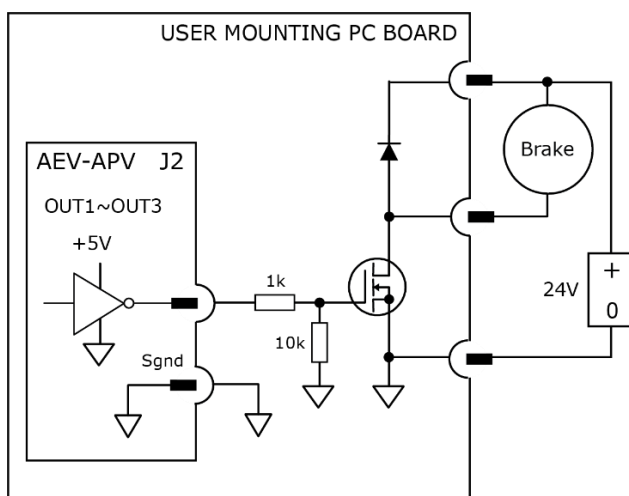 USER MOUNTING PC BOARD
AEV-APV J2
OUT1~OUT3
+5V
1k
10k
Sgnd
Brake
24V
+
0